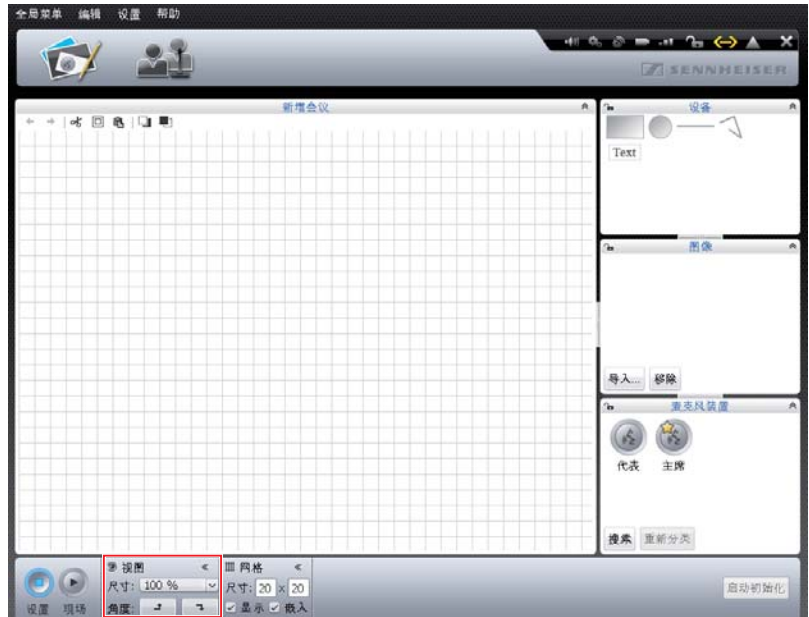 全局菜单 编辑 设置 帮助
SENNHEISER
新增会议
设备
Text
图像
导入... 移除
麦克风装置
代表 主席
搜索 重新分类
视图
尺寸: 100 %
角度:
网格
尺寸: 20 x 20
显示 嵌入
设置 现场
启动初始化